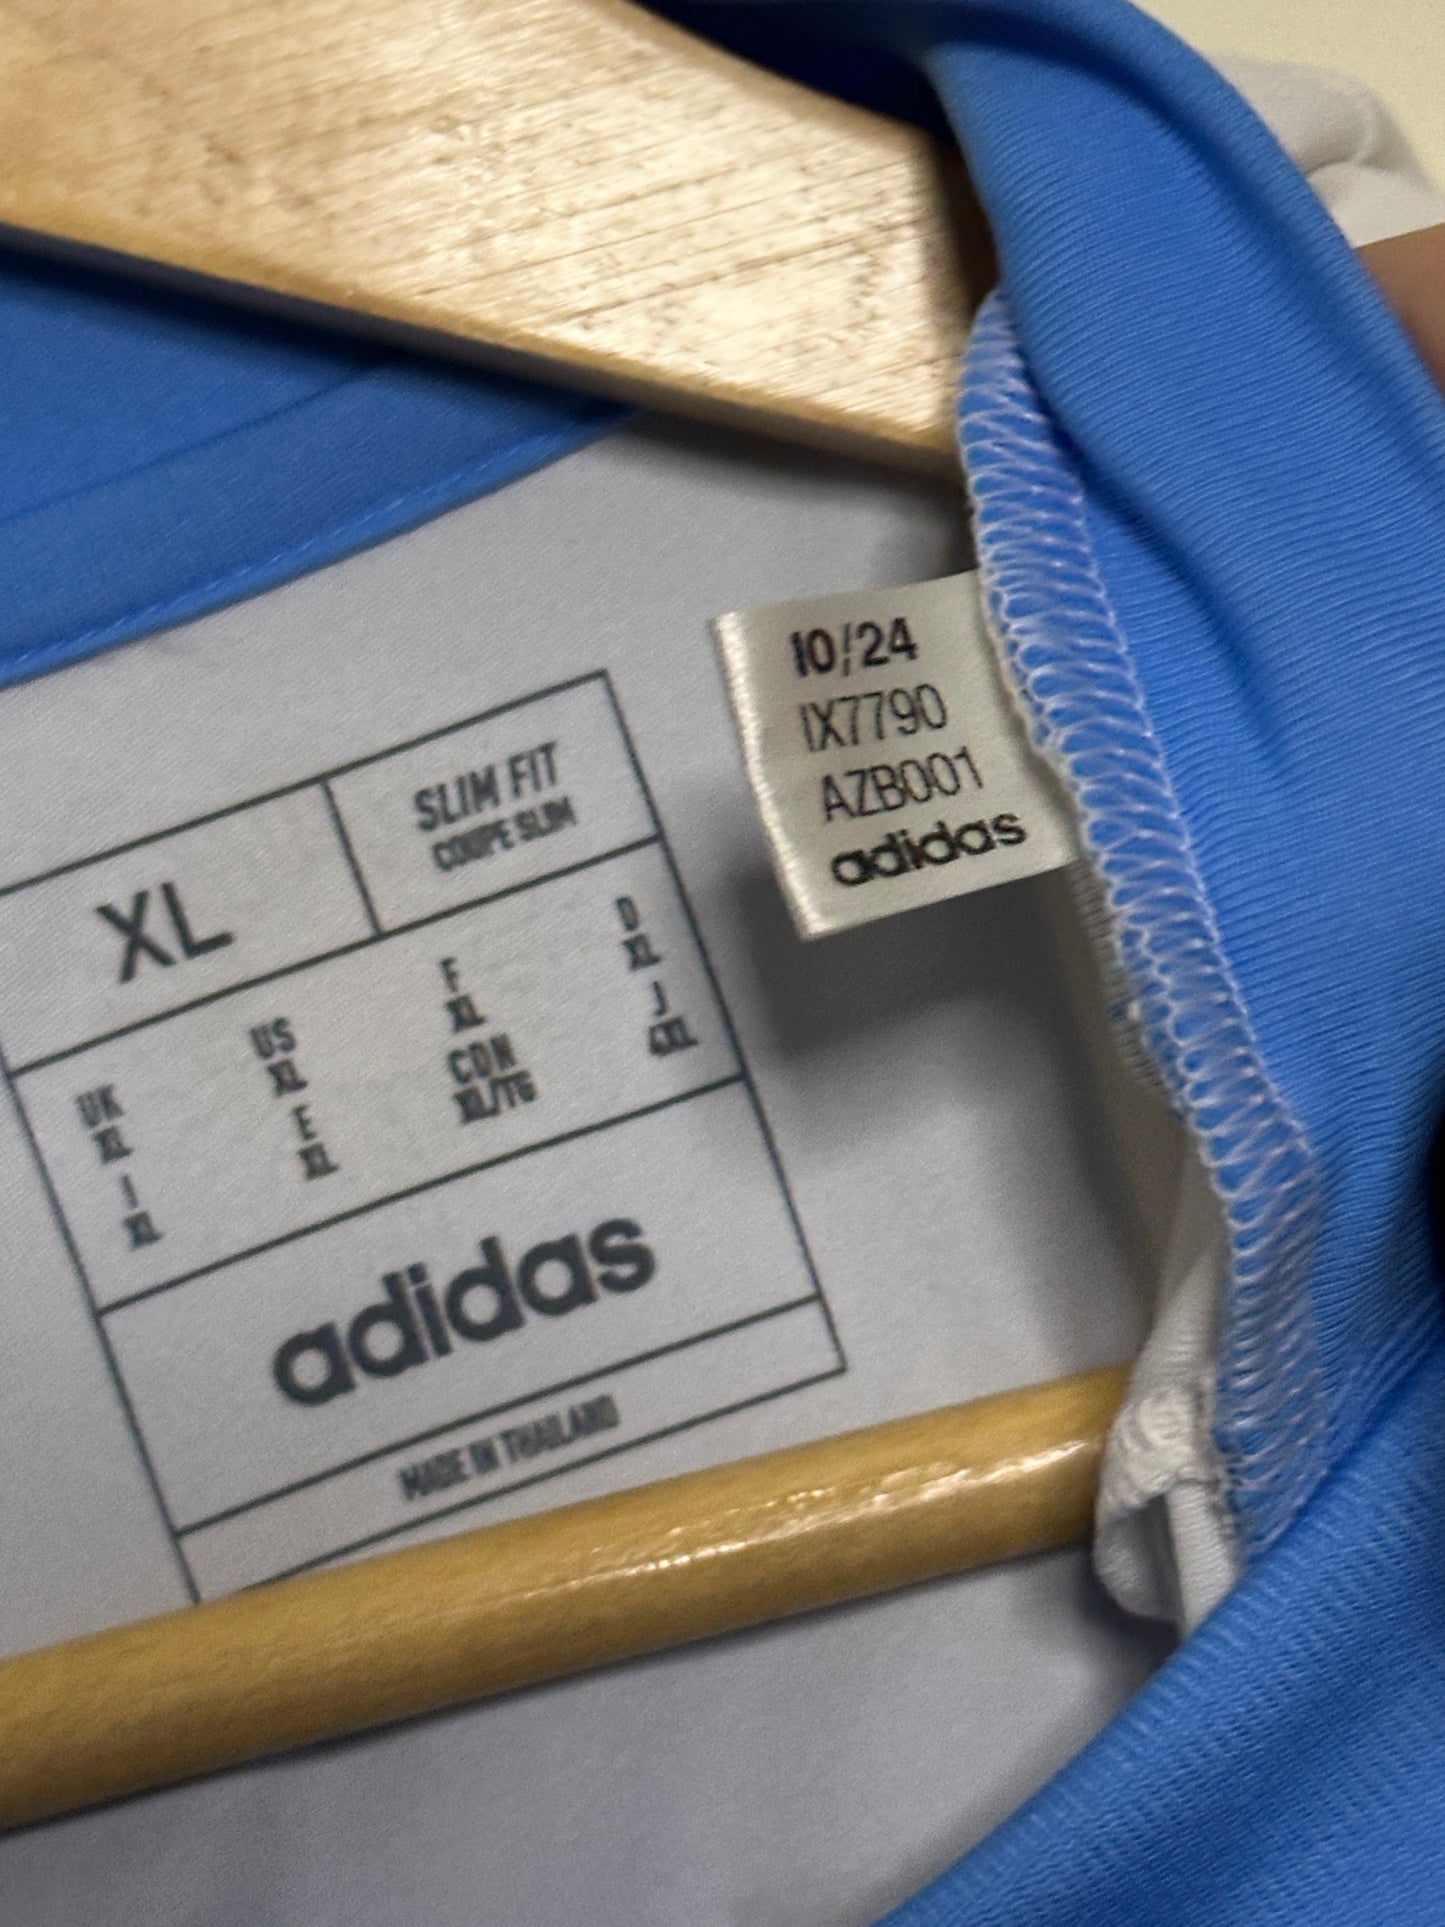 10/24
IX7790
AZB001
adidas
XL
SLIM FIT
COUPE SLIM
UK
XL
US
XL
F
XL
D
XL
I
XL
E
XL
CDN
XL/TG
J
4XL
adidas
MADE IN THAILAND